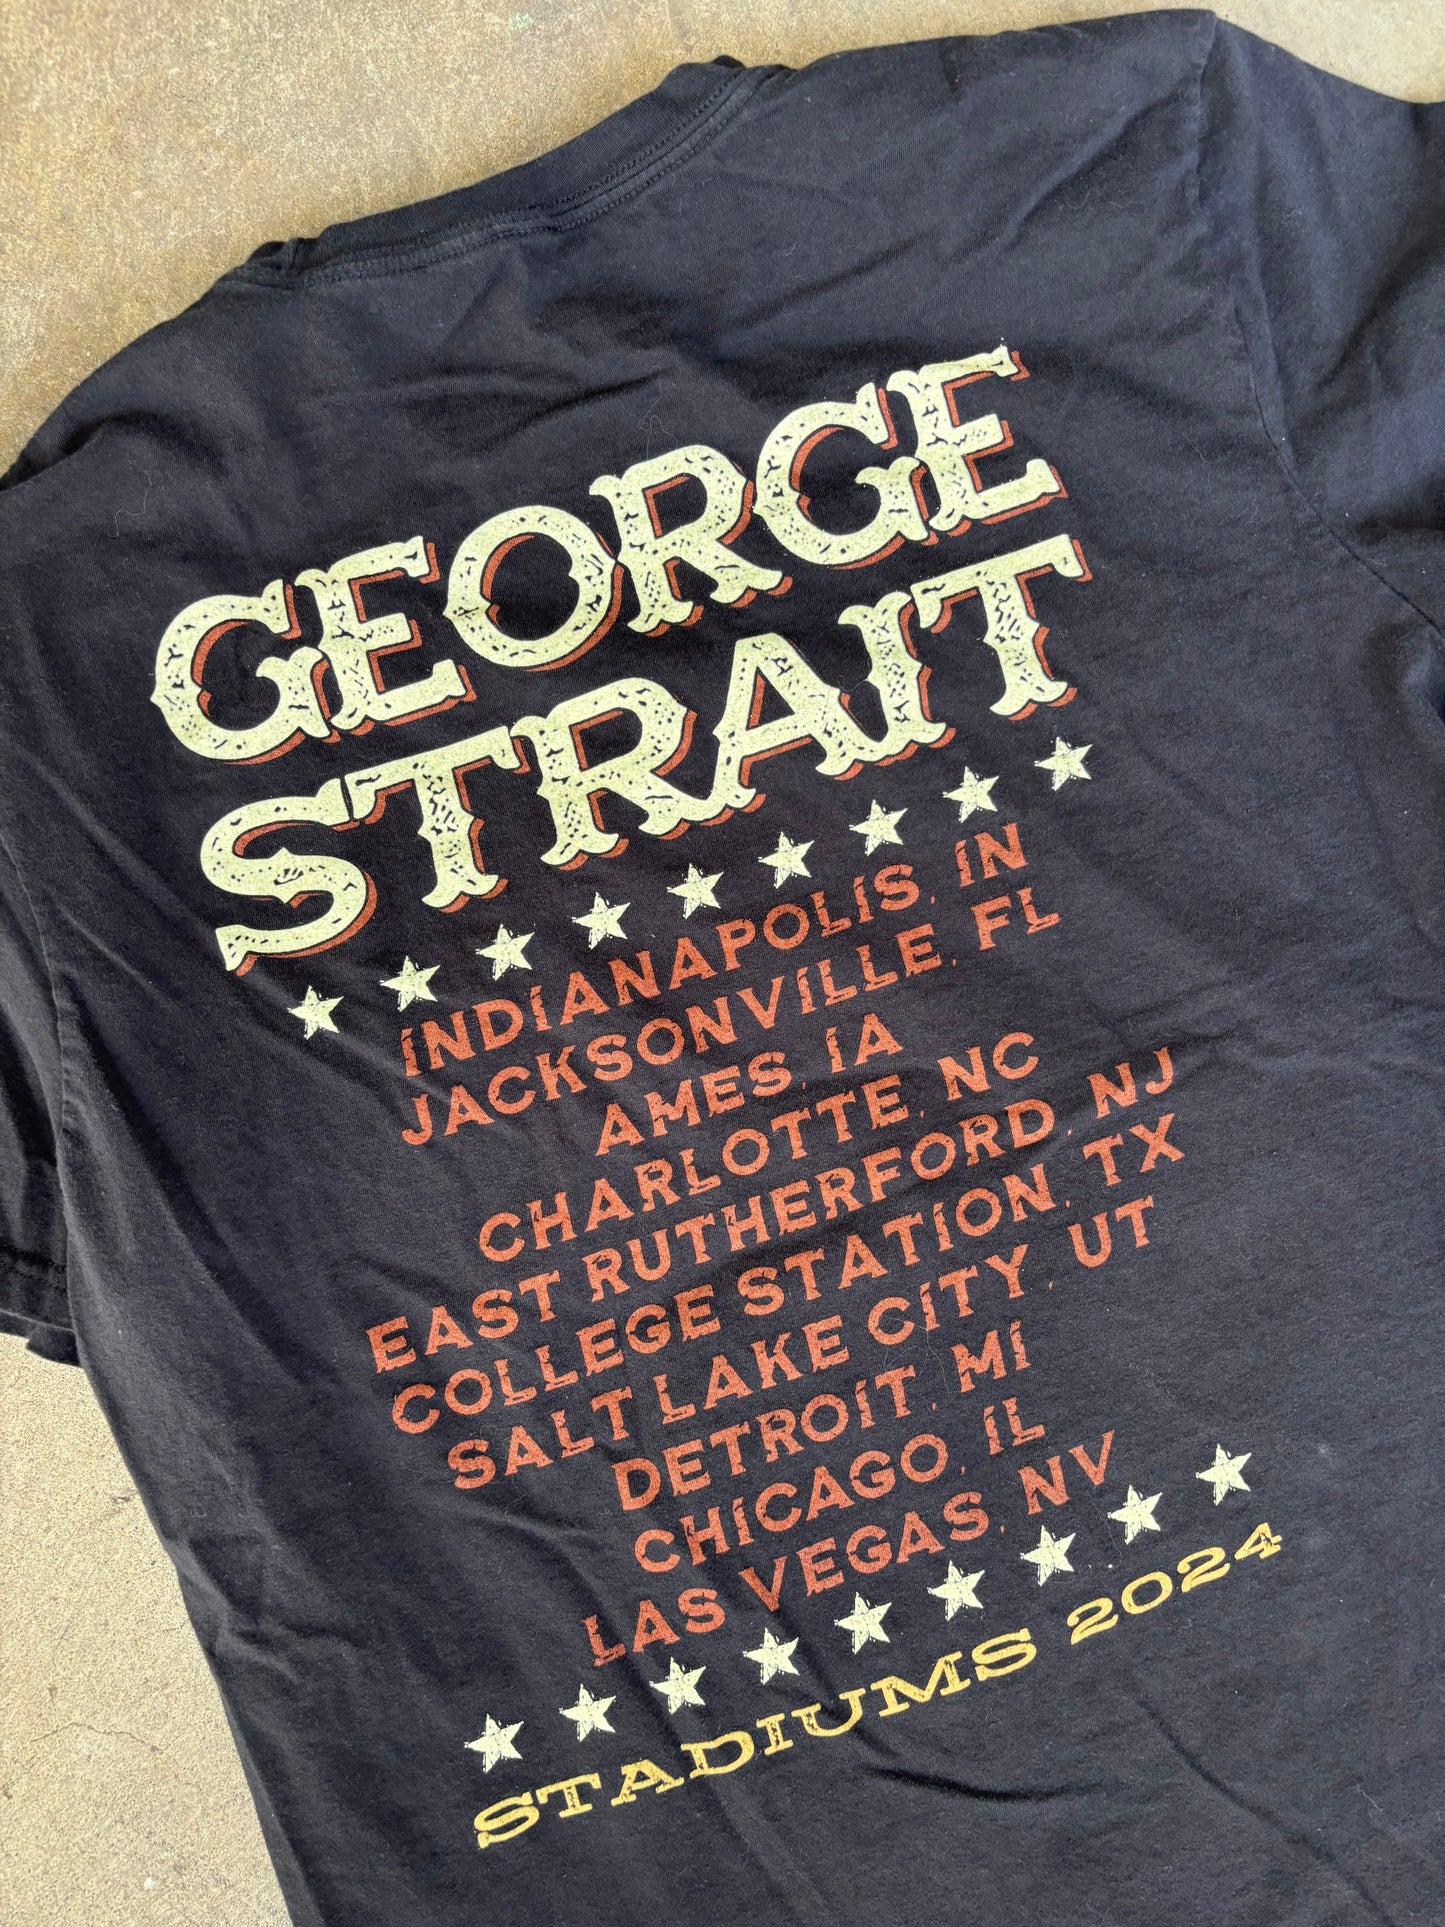 GEORGE
STRAIT
INDIANAPOLIS, IN
JACKSONVILLE, FL
AMES, IA
CHARLOTTE, NC
EAST RUTHERFORD, NJ
COLLEGE STATION, TX
SALT LAKE CITY, UT
DETROIT, MI
CHICAGO, IL
LAS VEGAS, NV
STADIUMS 2024